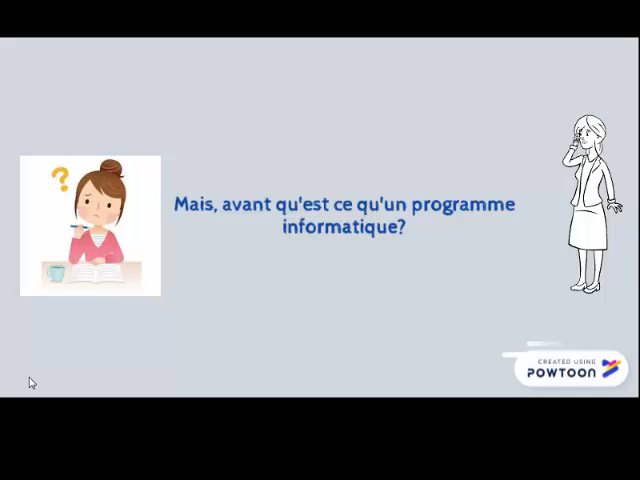 Mais, avant qu'est ce qu'un programme
informatique?
CREATED USING
POWTOON